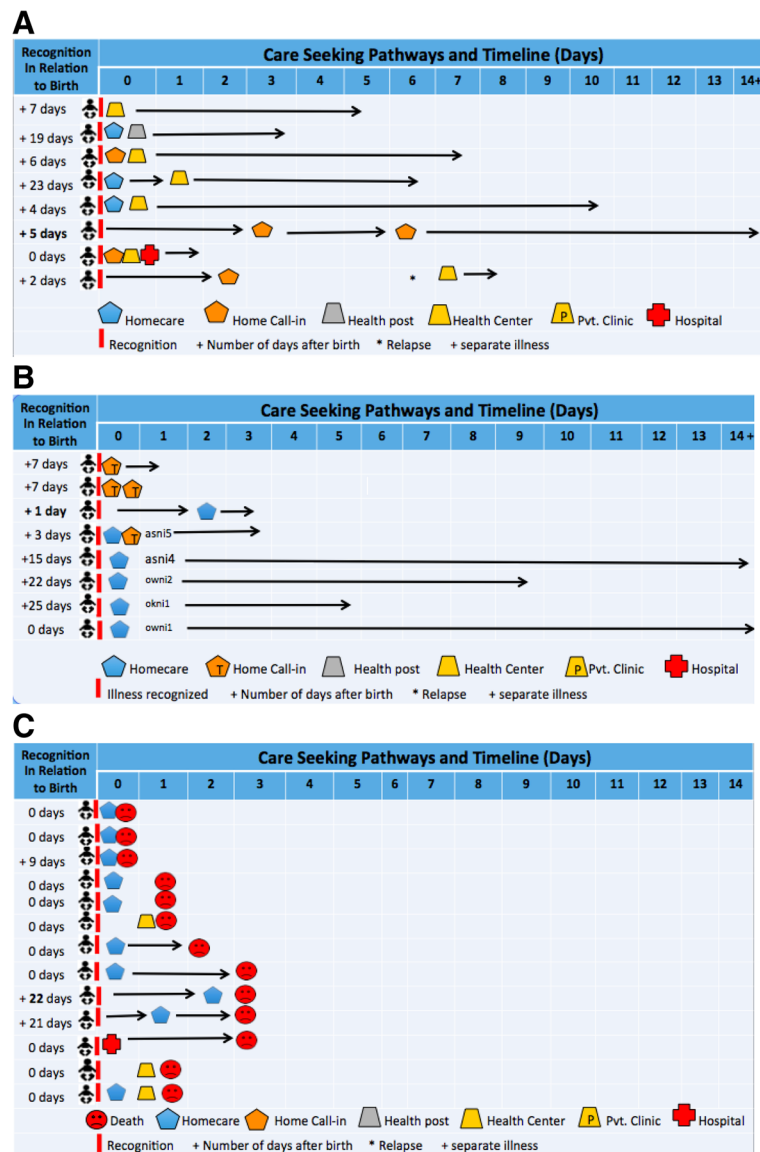 A
Recognition In Relation to Birth
Care Seeking Pathways and Timeline (Days)
0 1 2 3 4 5 6 7 8 9 10 11 12 13 14+
+ 7 days
+ 19 days
+ 6 days
+ 23 days
+ 4 days
+ 5 days
0 days
+ 2 days *
Homecare Home Call-in Health post Health Center P Pvt. Clinic Hospital
Recognition + Number of days after birth * Relapse + separate illness
B
Recognition In Relation to Birth
Care Seeking Pathways and Timeline (Days)
0 1 2 3 4 5 6 7 8 9 10 11 12 13 14 +
+7 days T
+7 days T T
+ 1 day
+ 3 days T asni5
+15 days asni4
+22 days owni2
+25 days okni1
0 days owni1
Homecare T Home Call-in Health post Health Center P Pvt. Clinic Hospital
Illness recognized + Number of days after birth * Relapse + separate illness
C
Recognition In Relation to Birth
Care Seeking Pathways and Timeline (Days)
0 1 2 3 4 5 6 7 8 9 10 11 12 13 14
0 days
0 days
+ 9 days
0 days
0 days
0 days
0 days
0 days
+ 22 days
+ 21 days
0 days
0 days
0 days
Death Homecare Home Call-in Health post Health Center P Pvt. Clinic Hospital
Recognition + Number of days after birth * Relapse + separate illness